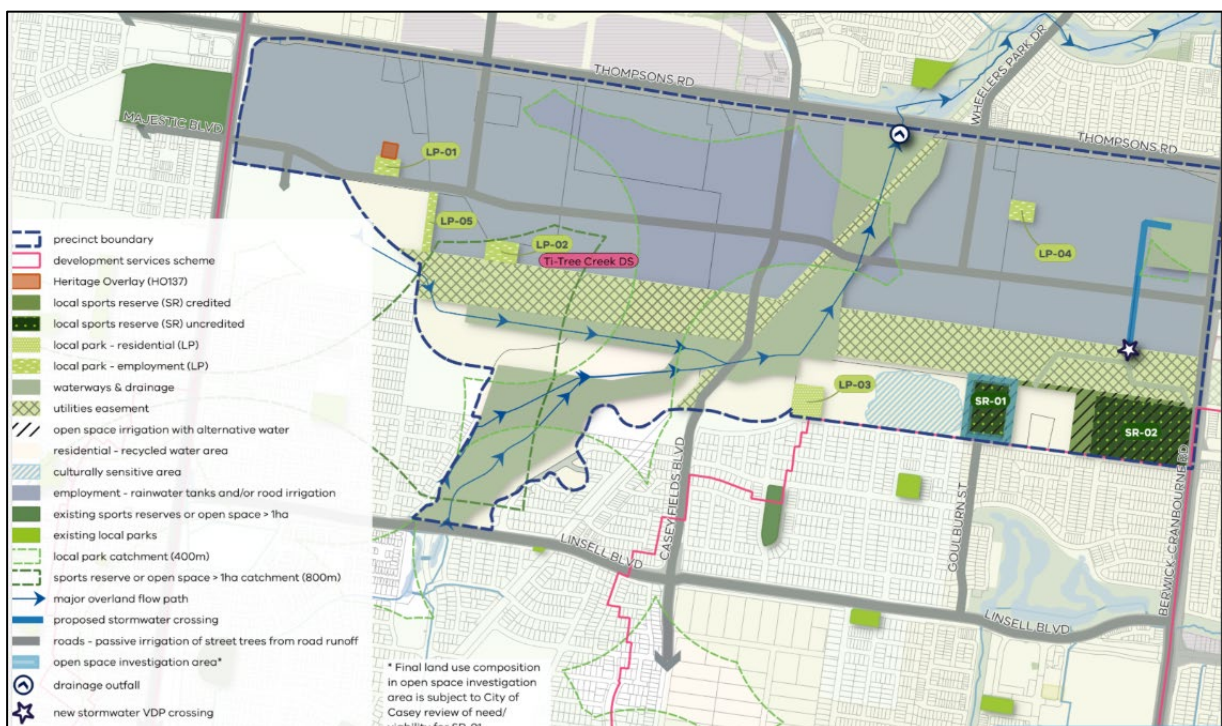 THOMPSONS RD
WHEELERS PARK DR
THOMPSONS RD
MAJESTIC BLVD
LP-01
LP-05
LP-02
Ti-Tree Creek DS
LP-04
LP-03
SR-01
SR-02
CASEY FIELDS BLVD
GOULBURN ST
BERWICK-CRANBOURNE RD
LINSELL BLVD
LINSELL BLVD
precinct boundary
development services scheme
Heritage Overlay (HO137)
local sports reserve (SR) credited
local sports reserve (SR) uncredited
local park - residential (LP)
local park - employment (LP)
waterways & drainage
utilities easement
open space irrigation with alternative water
residential - recycled water area
culturally sensitive area
employment - rainwater tanks and/or rood irrigation
existing sports reserves or open space > 1ha
existing local parks
local park catchment (400m)
sports reserve or open space > 1ha catchment (800m)
major overland flow path
proposed stormwater crossing
roads - passive irrigation of street trees from road runoff
open space investigation area*
drainage outfall
new stormwater VDP crossing
* Final land use composition
in open space investigation
area is subject to City of
Casey review of need/
viability for SR-01